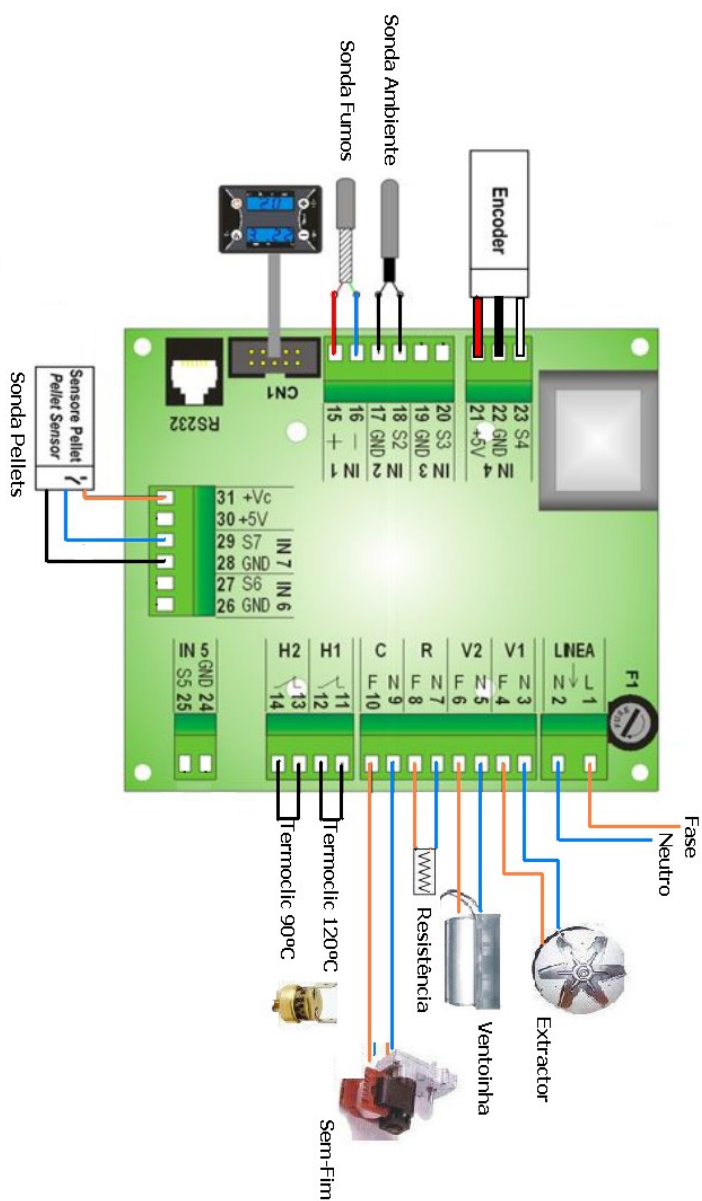 Sonda Ambiente
Sonda Fumos
Encoder
CN1
RS232
15 +
16 –
IN 1
17 GND
18 S2
IN 2
19 GND
20 S3
IN 3
21 +5V
22 GND
23 S4
IN 4
Sensore Pellet
Pellet Sensor
Sonda Pellets
31 +Vc
30 +5V
29 S7
28 GND
IN 7
27 S6
26 GND
IN 6
IN 5
GND 24
S5 25
H2
14 13
H1
12 11
C
F N
10 9
R
F N
8 7
V2
F N
6 5
V1
F N
4 3
LINEA
N L
2 1
F1
Fase
Neutro
Extractor
Ventoinha
Resistência
Termoclic 120ºC
Termoclic 90ºC
Sem-Fim